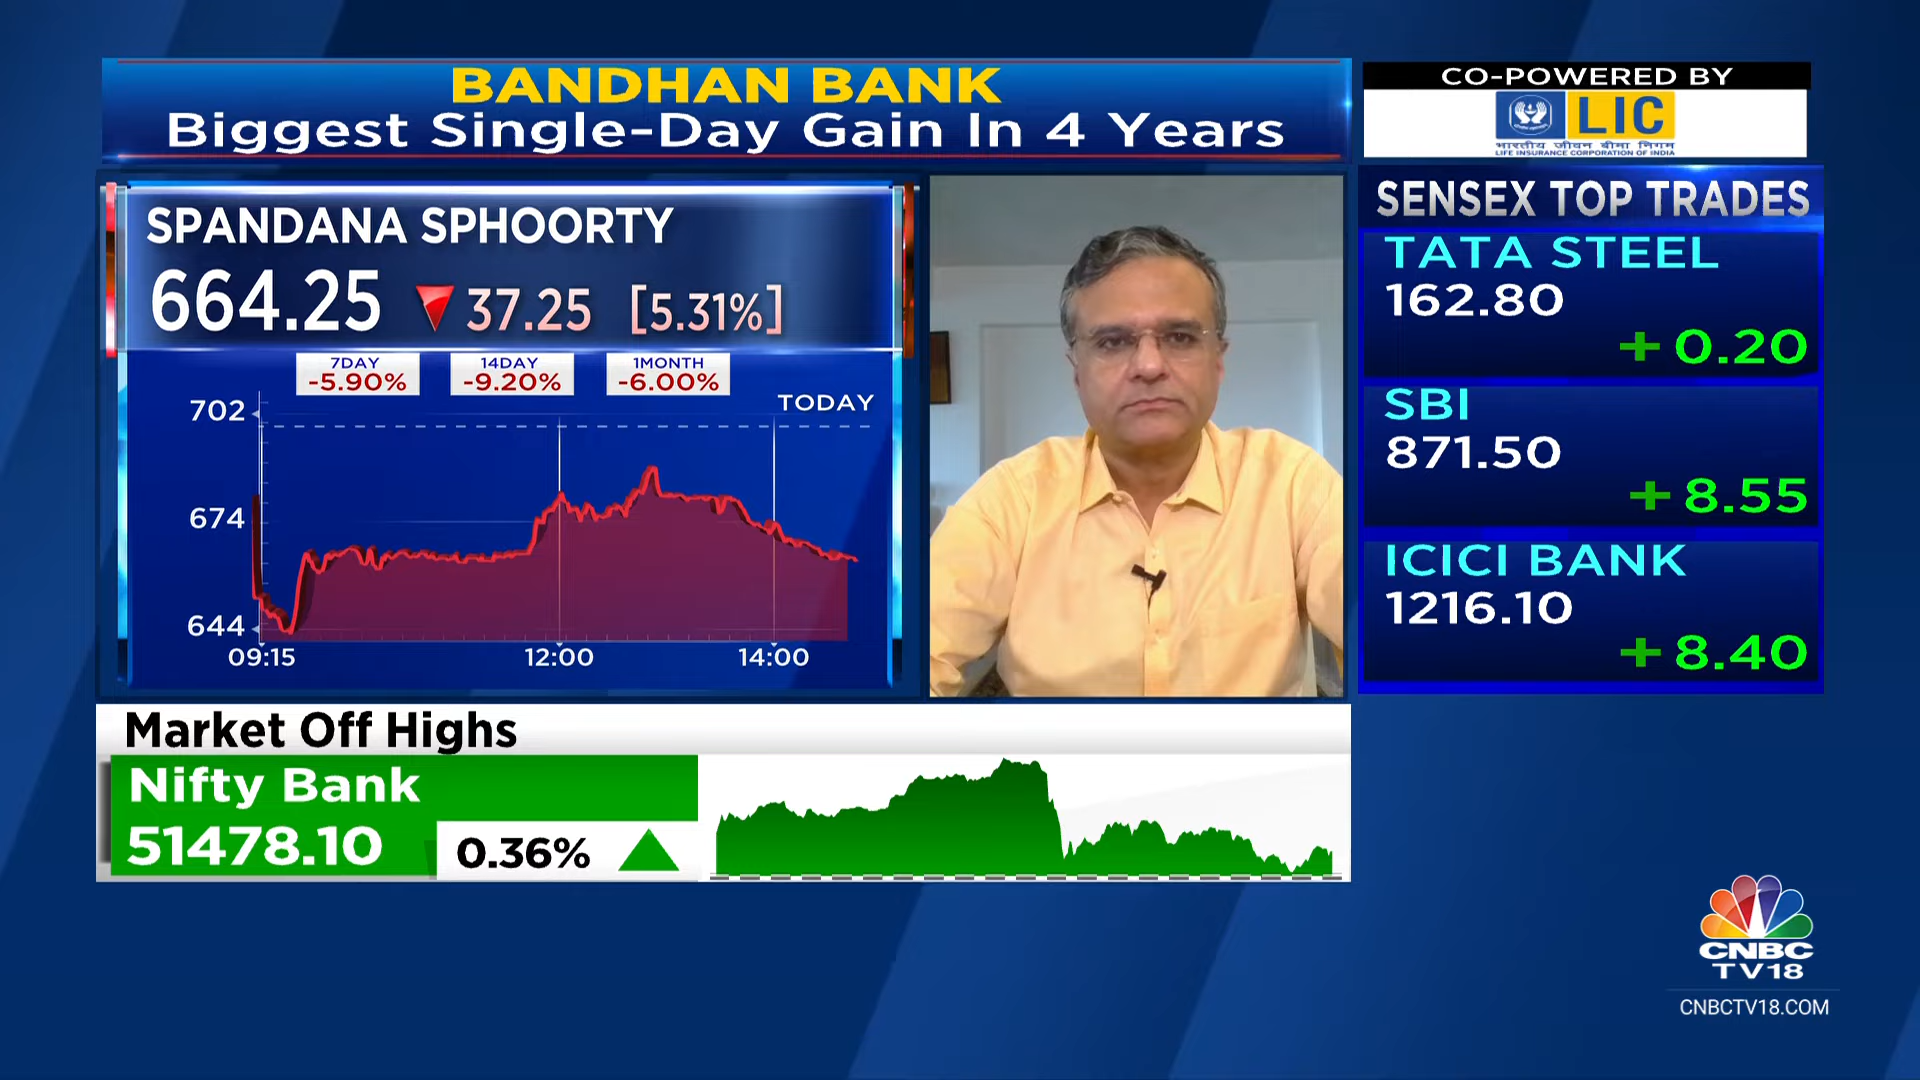 BANDHAN BANK
Biggest Single-Day Gain In 4 Years
CO-POWERED BY
LIC
भारतीय जीवन बीमा निगम
LIFE INSURANCE CORPORATION OF INDIA
SPANDANA SPHOORTY
664.25 ▼ 37.25 [5.31%]
7DAY
-5.90%
14DAY
-9.20%
1MONTH
-6.00%
TODAY
702
674
644
09:15 12:00 14:00
SENSEX TOP TRADES
TATA STEEL
162.80
+ 0.20
SBI
871.50
+ 8.55
ICICI BANK
1216.10
+ 8.40
Market Off Highs
Nifty Bank
51478.10
0.36% ▲
CNBC
TV18
CNBCTV18.COM